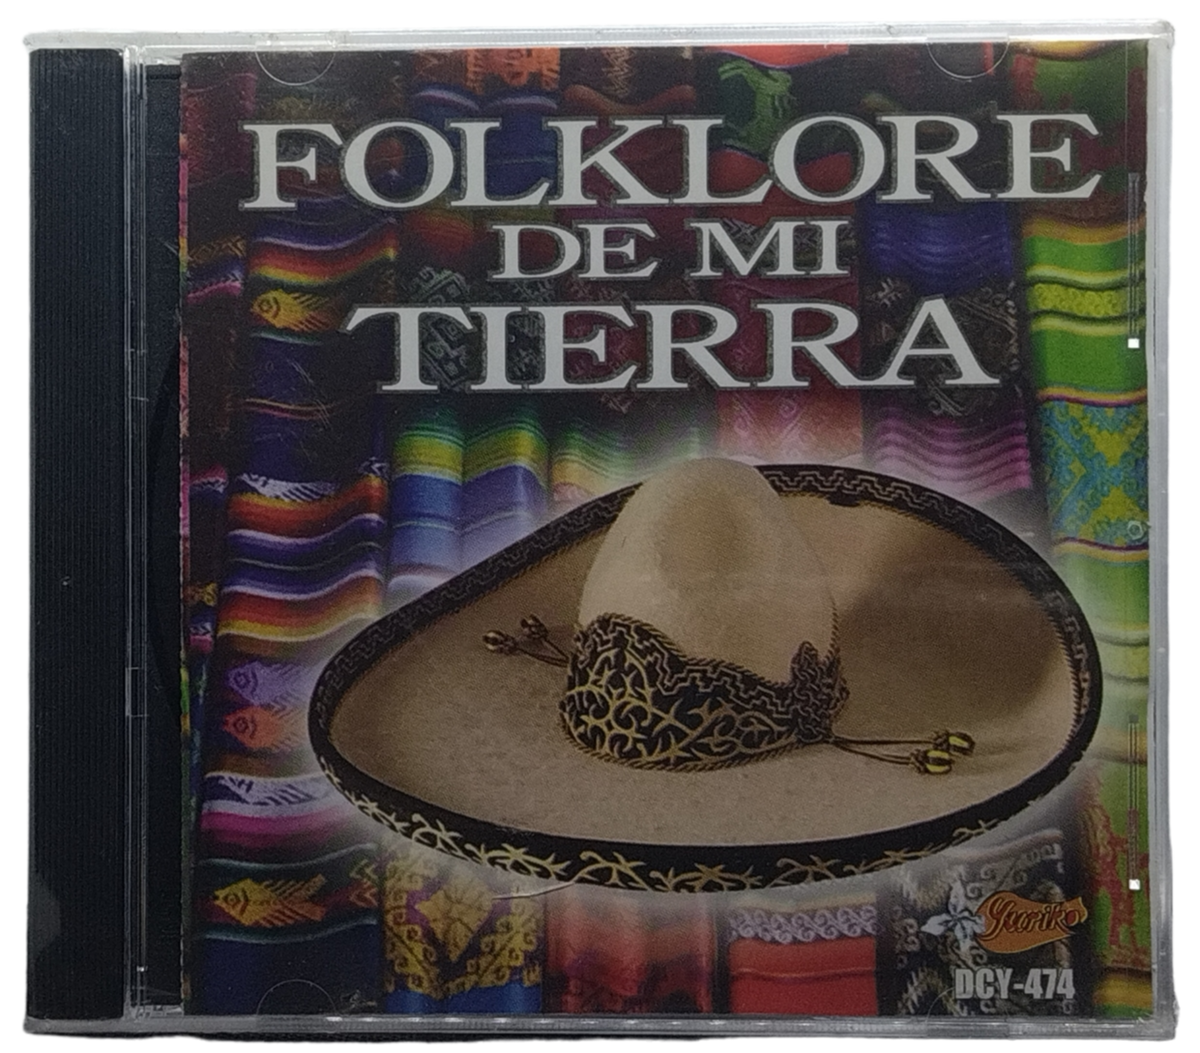 FOLKLORE
DE MI
TIERRA
Yuriko
DCY-474